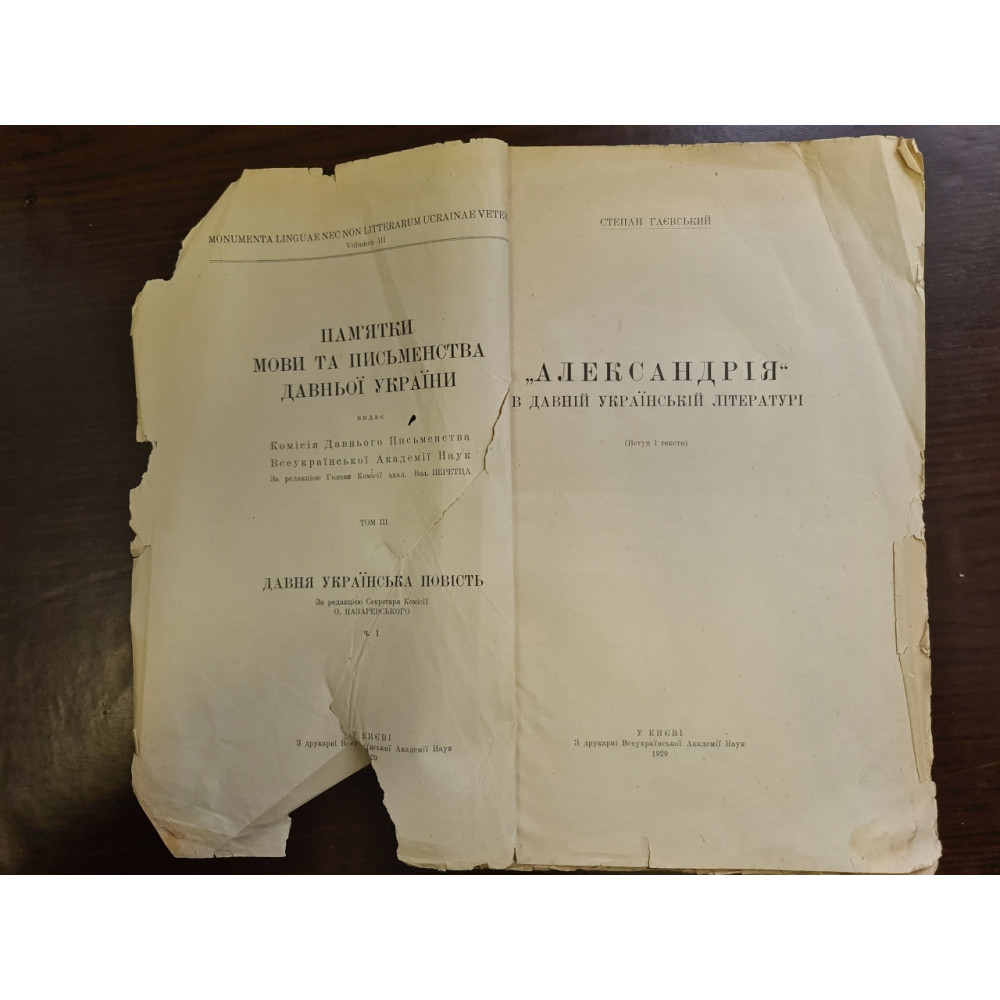 MONUMENTA LINGUAE NEC NON LITTERARUM UCRAINAE VETER
Volumen III
ПАМ'ЯТКИ
МОВИ ТА ПИСЬМЕНСТВА
ДАВНЬОЇ УКРАЇНИ
видає
Комісія Давнього Письменства
Всеукраїнської Академії Наук
За редакцією Голови Комісії акад. Вол. ПЕРЕТЦА
ТОМ III
ДАВНЯ УКРАЇНСЬКА ПОВІСТЬ
За редакцією Секретаря Комісії
О. НАЗАРЕВСЬКОГО
ч. 1
У КИЄВІ
З друкарні Всеукраїнської Академії Наук
29
СТЕПАН ГАЄВСЬКИЙ
„АЛЕКСАНДРІЯ“
В ДАВНІЙ УКРАЇНСЬКІЙ ЛІТЕРАТУРІ
(Вступ і тексти)
У КИЄВІ
З друкарні Всеукраїнської Академії Наук
1929